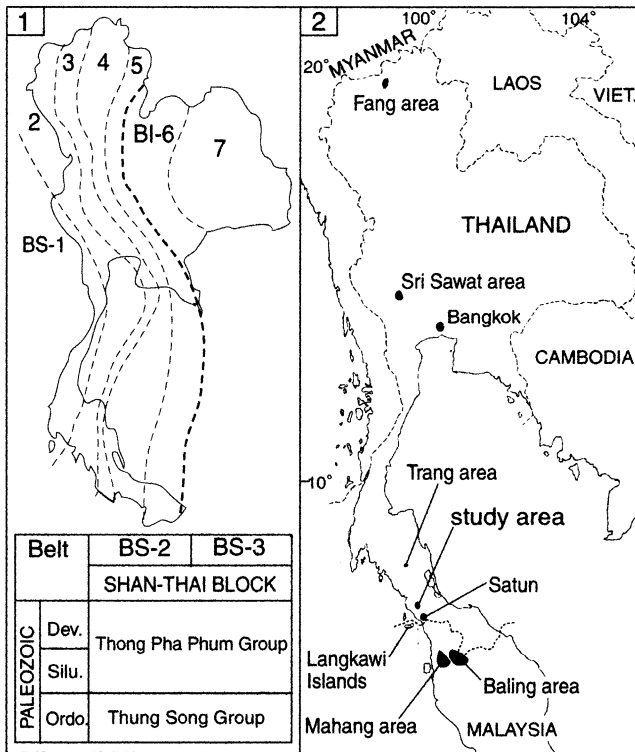 1
3
4
5
2
BI-6
7
BS-1
Belt
BS-2
BS-3
SHAN-THAI BLOCK
PALEOZOIC
Dev.
Silu.
Ordo.
Thong Pha Phum Group
Thung Song Group
2
100°
104°
20°
MYANMAR
LAOS
VIET.
Fang area
THAILAND
Sri Sawat area
Bangkok
CAMBODIA
10°
Trang area
study area
Satun
Langkawi
Islands
Baling area
Mahang area
MALAYSIA